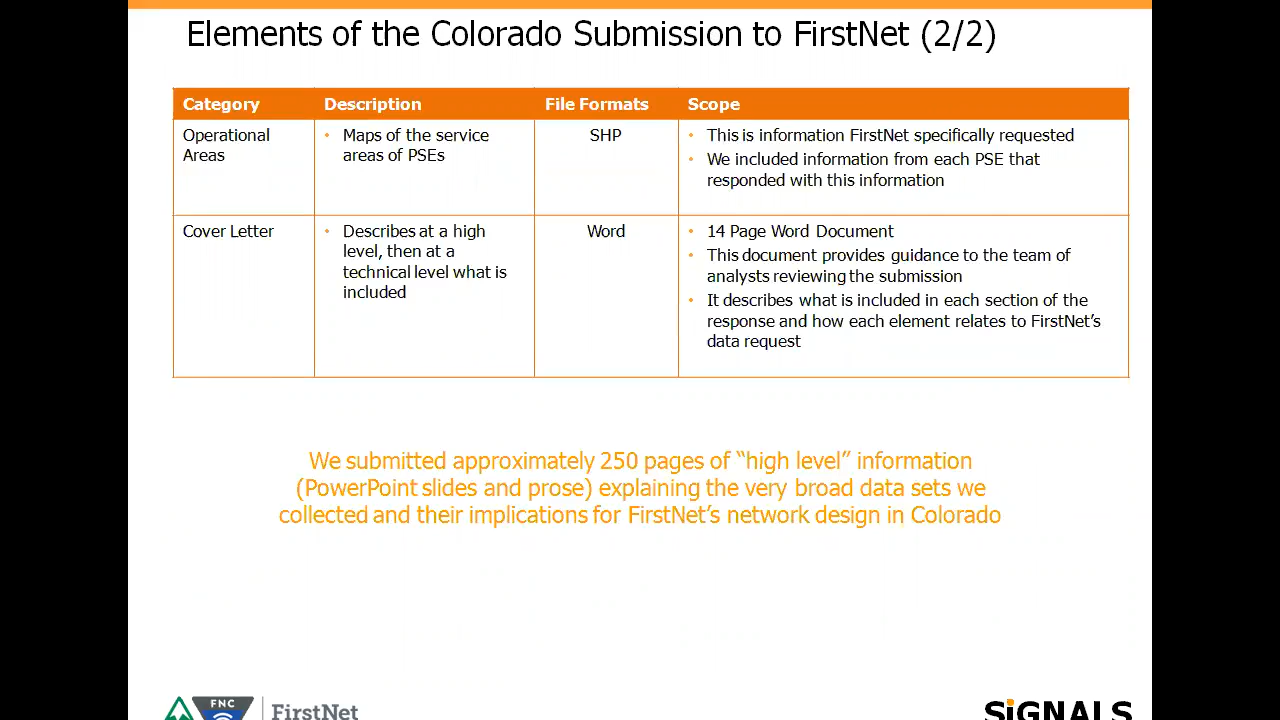 Elements of the Colorado Submission to FirstNet (2/2)
Category Description File Formats Scope
Operational
Areas
• Maps of the service
areas of PSEs
SHP
• This is information FirstNet specifically requested
• We included information from each PSE that
responded with this information
Cover Letter
• Describes at a high
level, then at a
technical level what is
included
Word
• 14 Page Word Document
• This document provides guidance to the team of
analysts reviewing the submission
• It describes what is included in each section of the
response and how each element relates to FirstNet’s
data request
We submitted approximately 250 pages of “high level” information
(PowerPoint slides and prose) explaining the very broad data sets we
collected and their implications for FirstNet’s network design in Colorado
FNC
FirstNet
SiGNALS